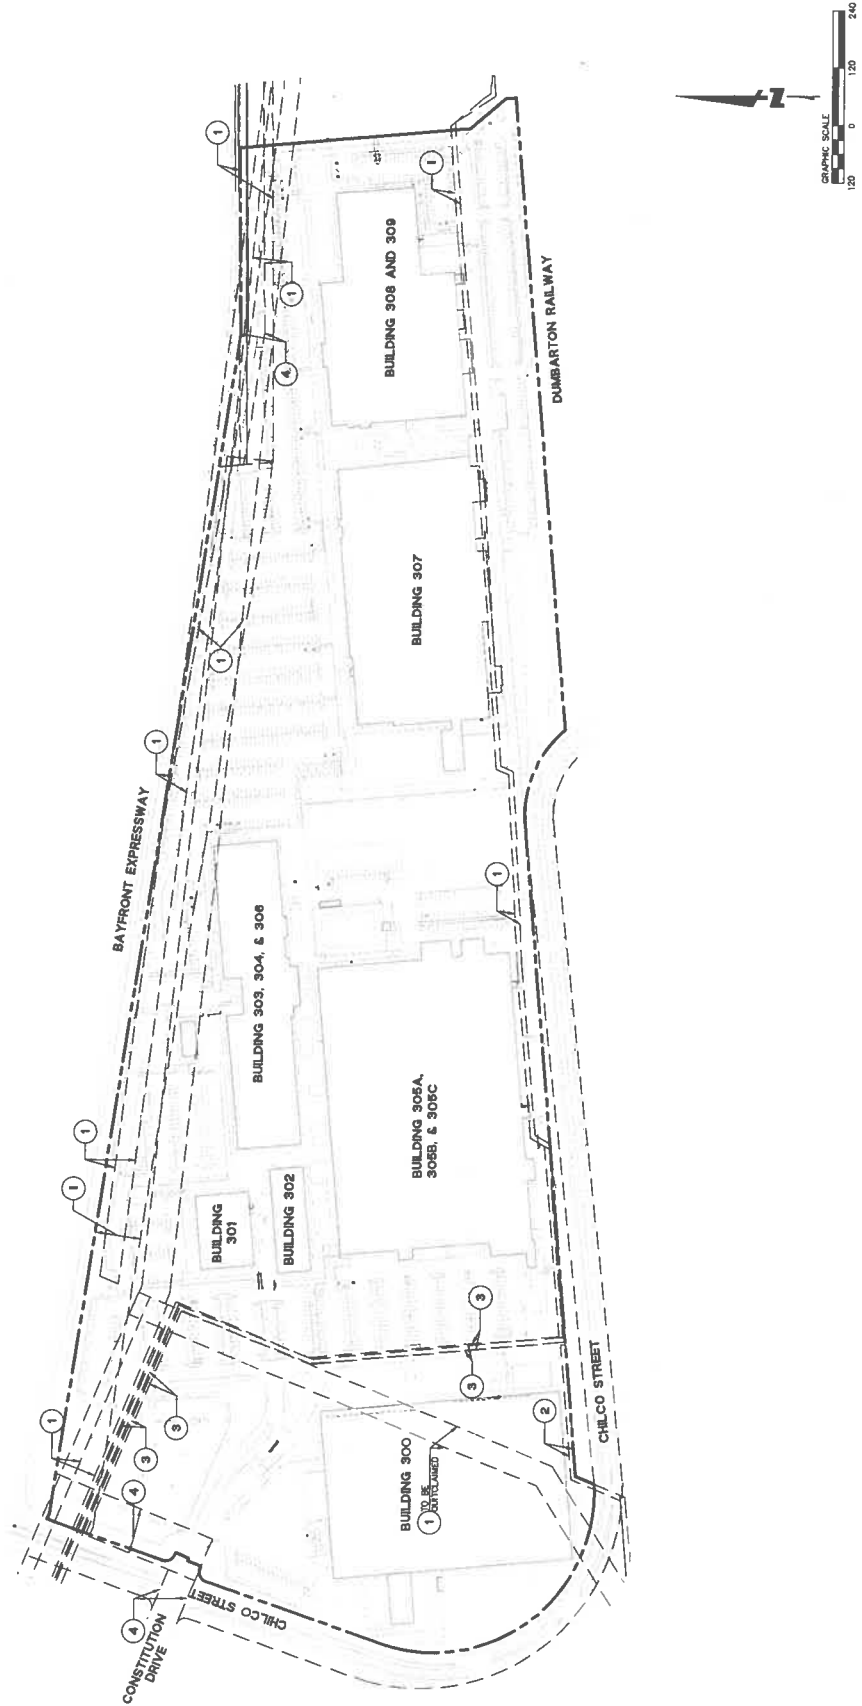 GRAPHIC SCALE
120 0 120 240
N
1
1
1
1
4
BUILDING 308 AND 309
DUMBARTON RAILWAY
BUILDING 307
1
1
BAYFRONT EXPRESSWAY
1
BUILDING 303, 304, & 306
BUILDING 305A,
305B, & 305C
1
1
BUILDING
301
BUILDING 302
3
3
1
3
3
4
BUILDING 300
1 TO BE
QUITCLAIMED
2
CHILCO STREET
CHILCO STREET
4
CONSTITUTION
DRIVE